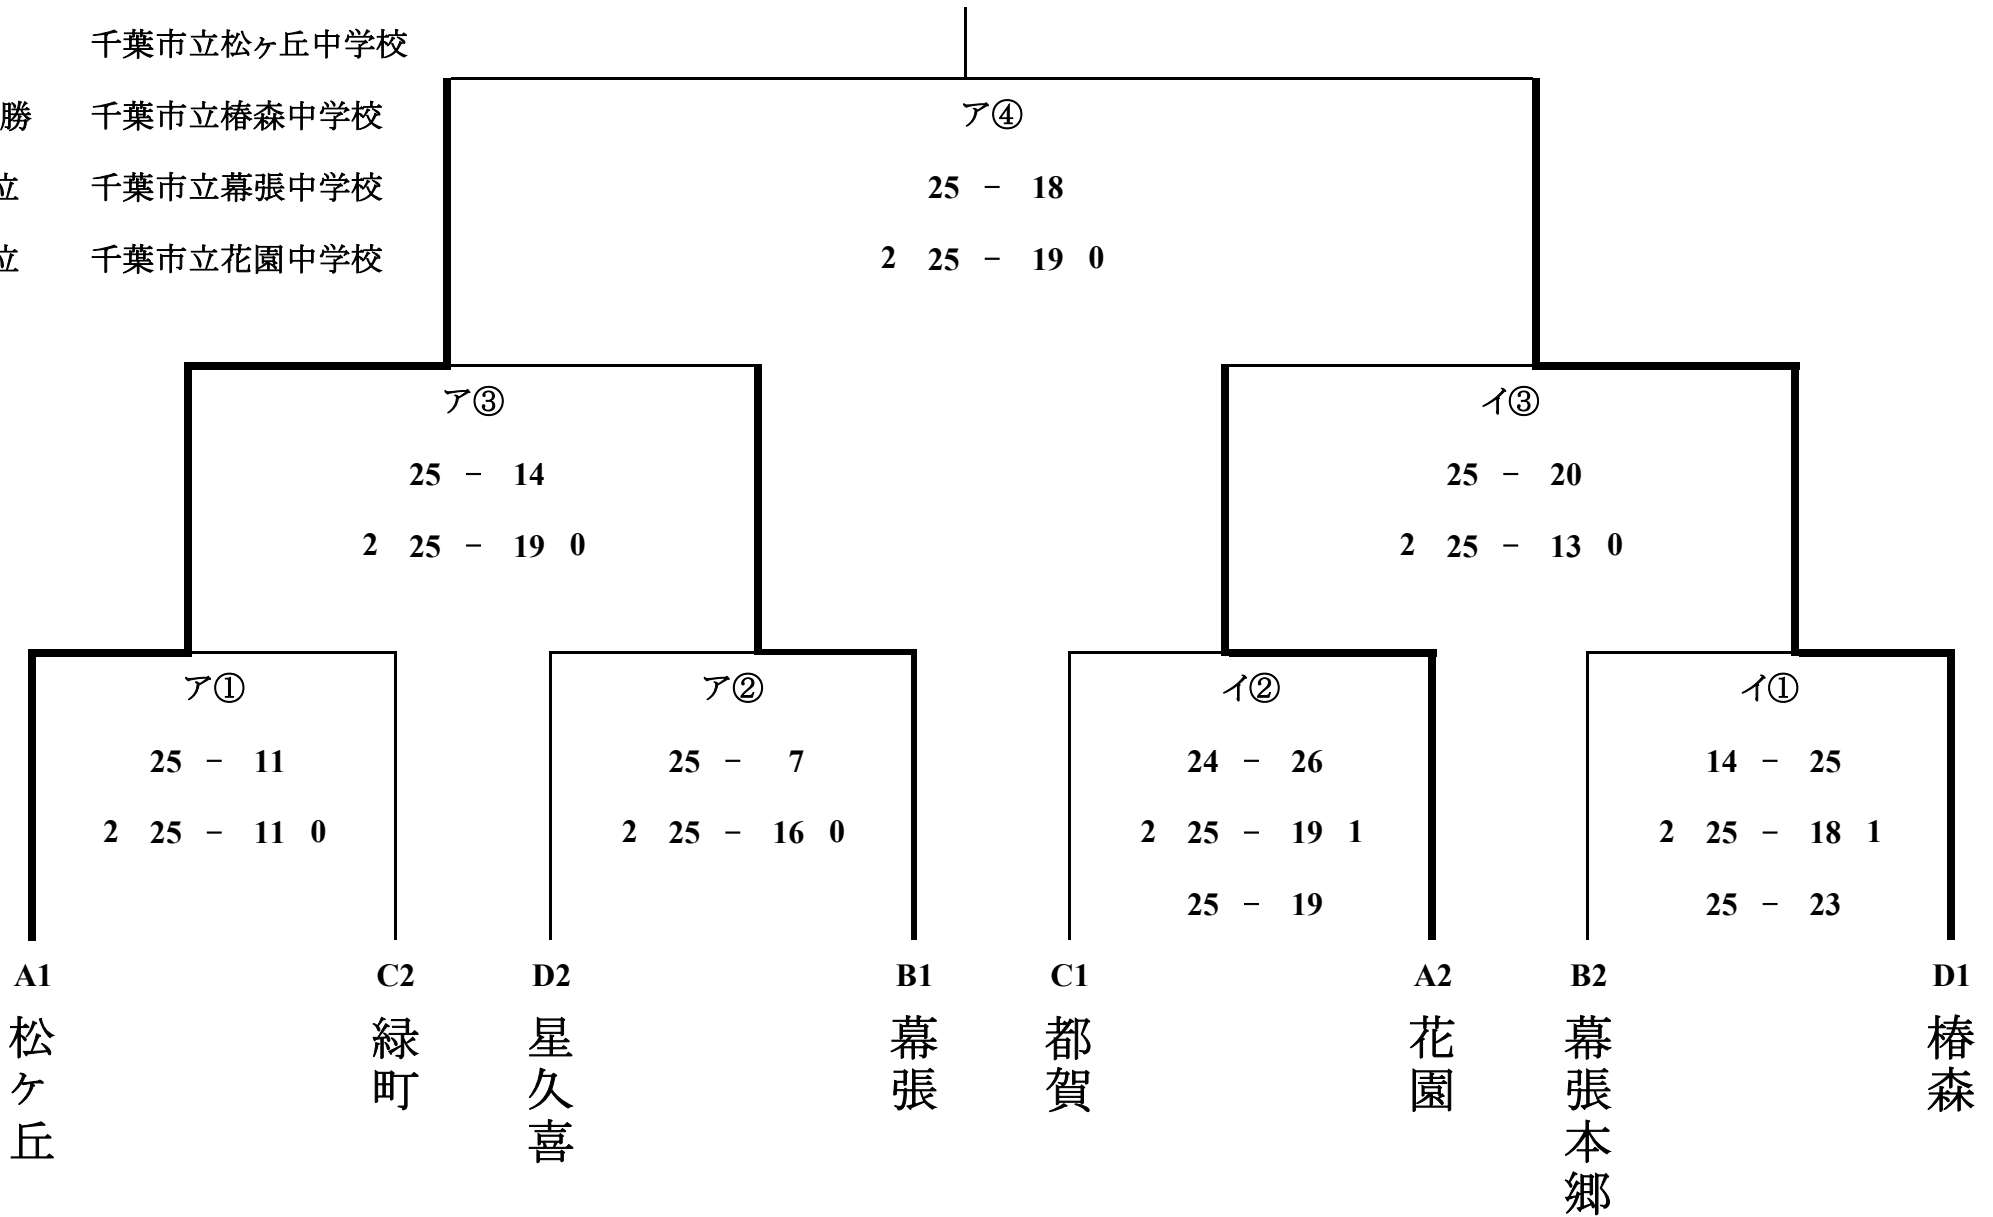 千葉市立松ヶ丘中学校
勝 千葉市立椿森中学校
位 千葉市立幕張中学校
位 千葉市立花園中学校
ア④
25 － 18
2 25 － 19 0
ア③
25 － 14
2 25 － 19 0
イ③
25 － 20
2 25 － 13 0
ア①
25 － 11
2 25 － 11 0
ア②
25 － 7
2 25 － 16 0
イ②
24 － 26
2 25 － 19 1
25 － 19
イ①
14 － 25
2 25 － 18 1
25 － 23
A1 C2 D2 B1 C1 A2 B2 D1
松ヶ丘
緑町
星久喜
幕張
都賀
花園
幕張本郷
椿森